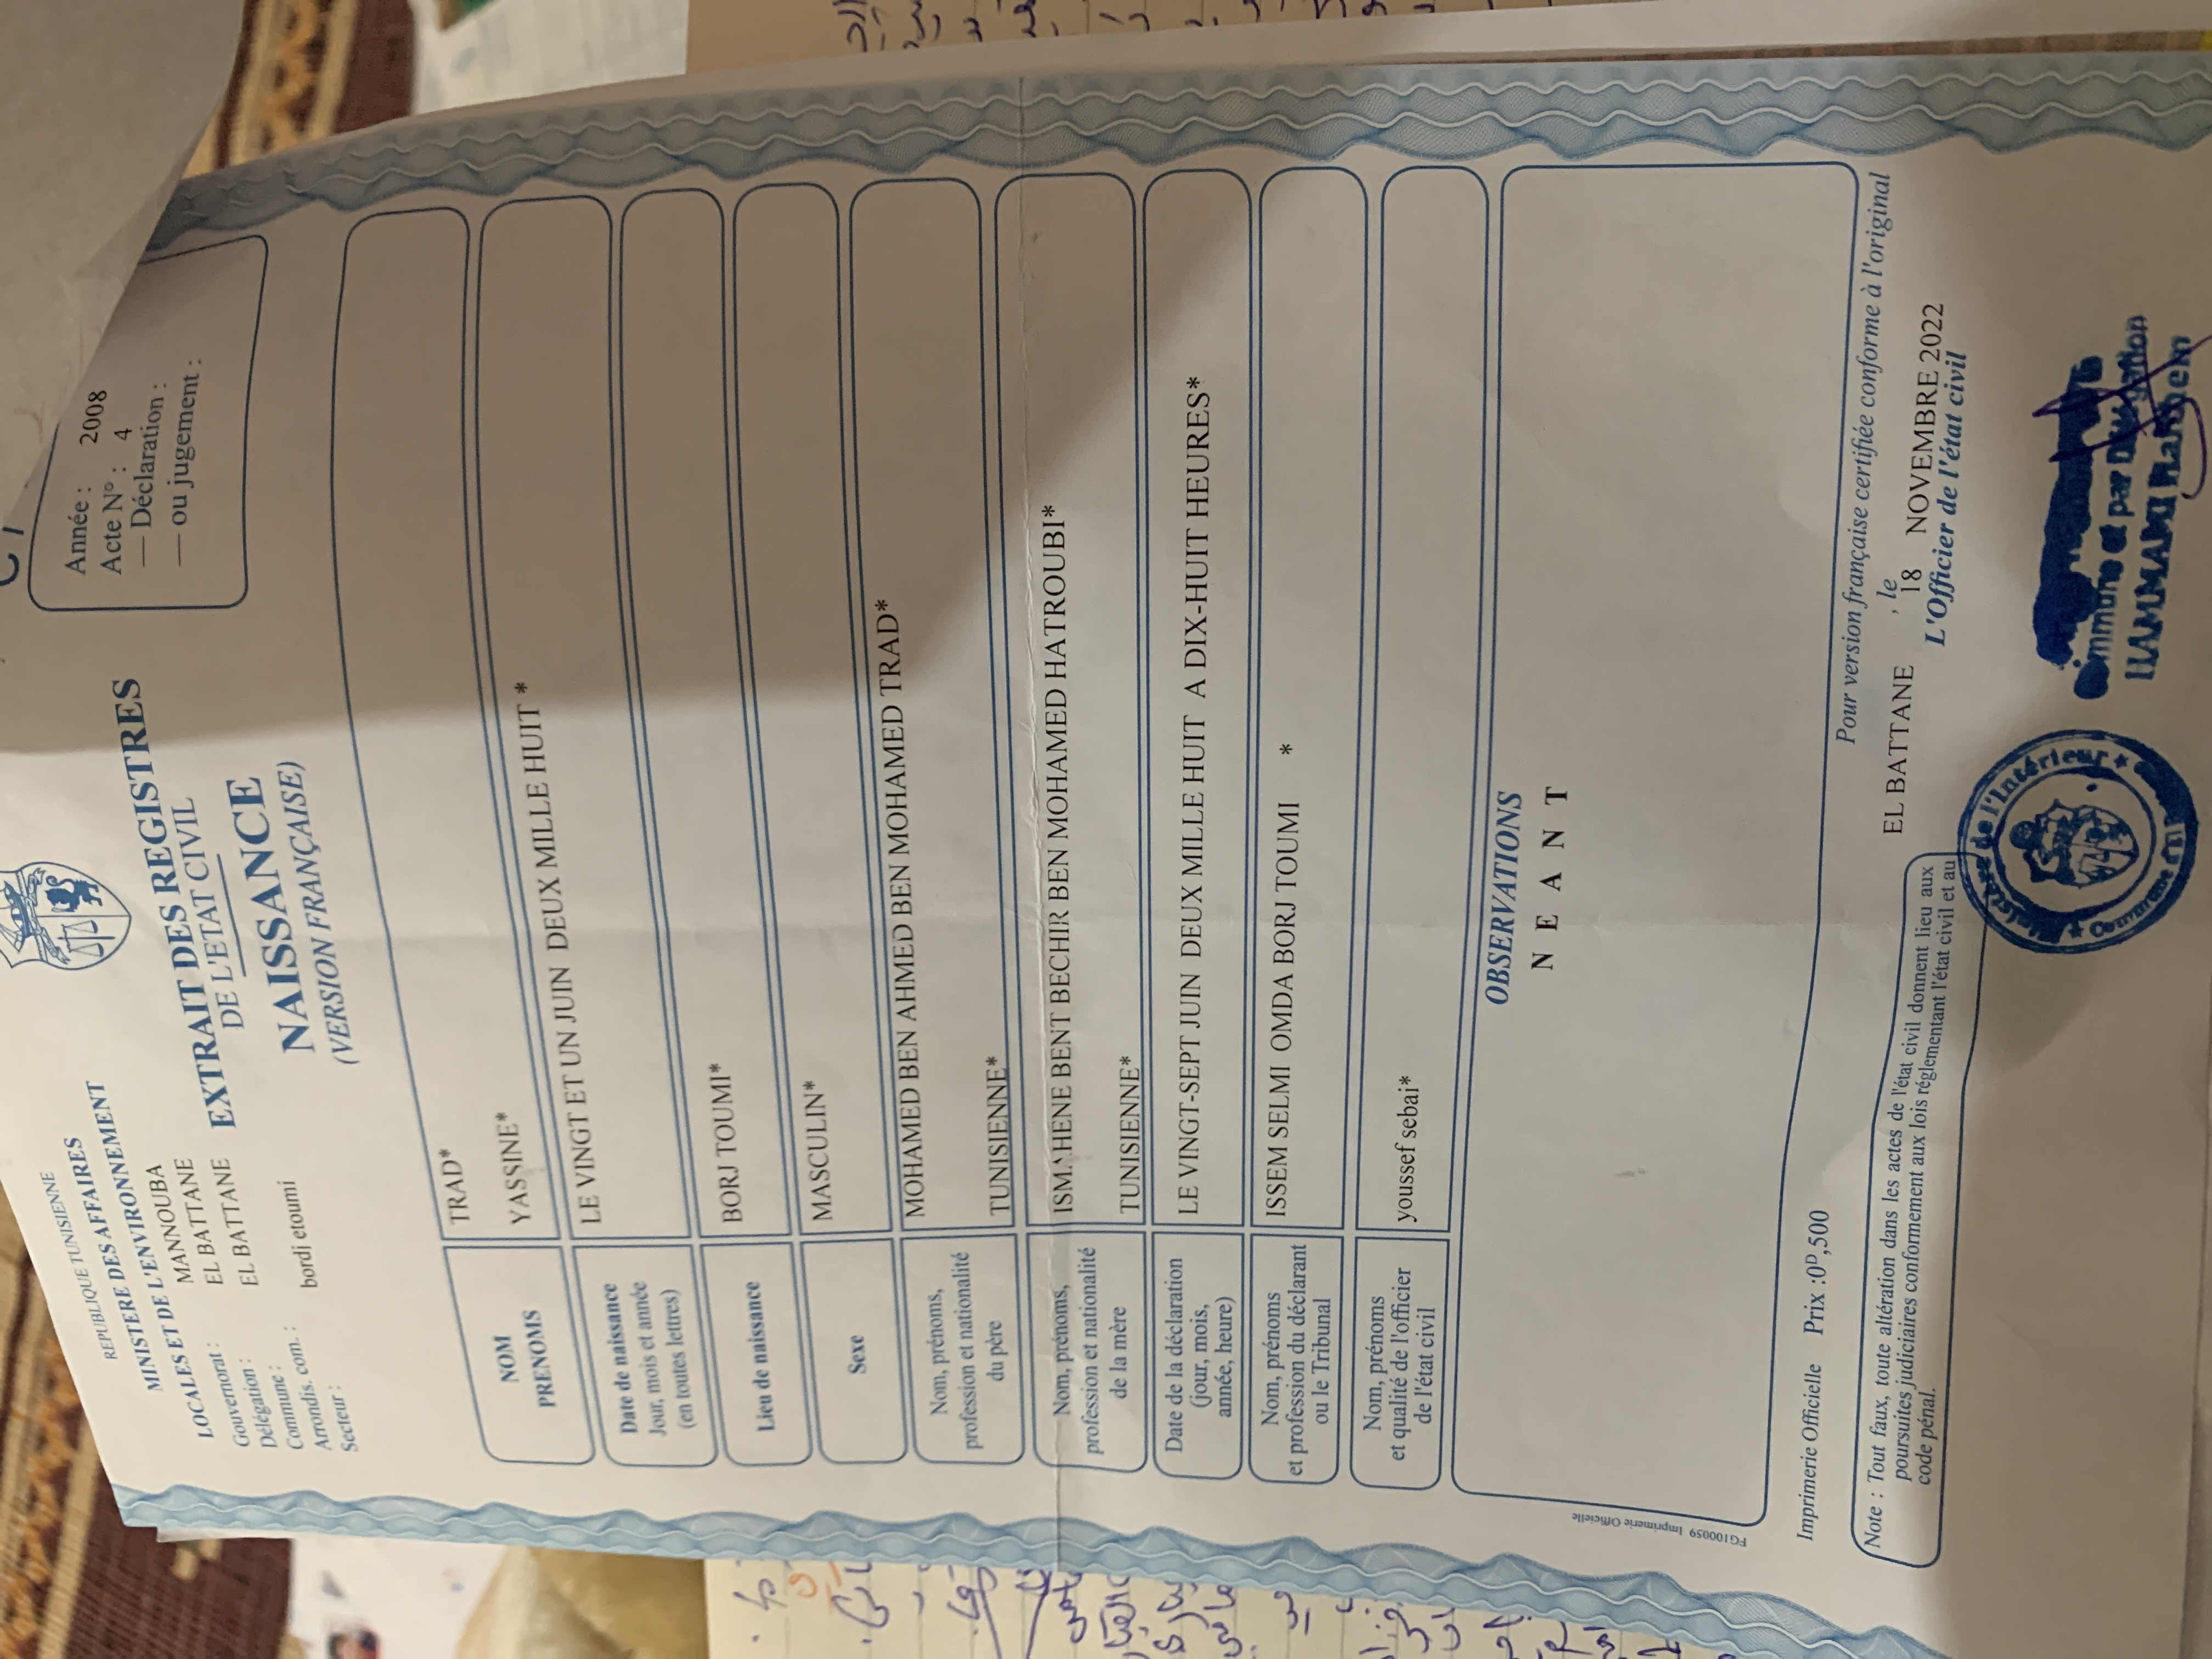 REPUBLIQUE TUNISIENNE
MINISTERE DES AFFAIRES
LOCALES ET DE L'ENVIRONNEMENT
Gouvernorat : MANNOUBA
Délégation : EL BATTANE
Commune : EL BATTANE
Arrondis. com. :
Secteur : bordi etoumi
EXTRAIT DES REGISTRES
DE L'ETAT CIVIL
NAISSANCE
(VERSION FRANÇAISE)
Année : 2008
Acte N° : 4
— Déclaration :
— ou jugement :
NOM
PRENOMS
TRAD*
YASSINE*
Date de naissance
Jour, mois et année
(en toutes lettres)
LE VINGT ET UN JUIN DEUX MILLE HUIT *
Lieu de naissance
BORJ TOUMI*
Sexe
MASCULIN*
Nom, prénoms,
profession et nationalité
du père
MOHAMED BEN AHMED BEN MOHAMED TRAD*
TUNISIENNE*
Nom, prénoms,
profession et nationalité
de la mère
BENT BECHIR BEN MOHAMED HATROUBI*
TUNISIENNE*
Date de la déclaration
(jour, mois,
année, heure)
LE VINGT-SEPT JUIN DEUX MILLE HUIT A DIX-HUIT HEURES*
Nom, prénoms
et profession du déclarant
ou le Tribunal
ISSEM SELMI OMDA BORJ TOUMI *
Nom, prénoms
et qualité de l'officier
de l'état civil
youssef sebai*
OBSERVATIONS
N E A N T
FG100059 Imprimerie Officielle
Imprimerie Officielle Prix :0ᴰ,500
Pour version française certifiée conforme à l'original
EL BATTANE , le 18 NOVEMBRE 2022
L'Officier de l'état civil
Note : Tout faux, toute altération dans les actes de l'état civil donnent lieu aux
poursuites judiciaires conformement aux lois réglementant l'état civil et au
code pénal.
de l'Intérieur
et par
HAMMAMI